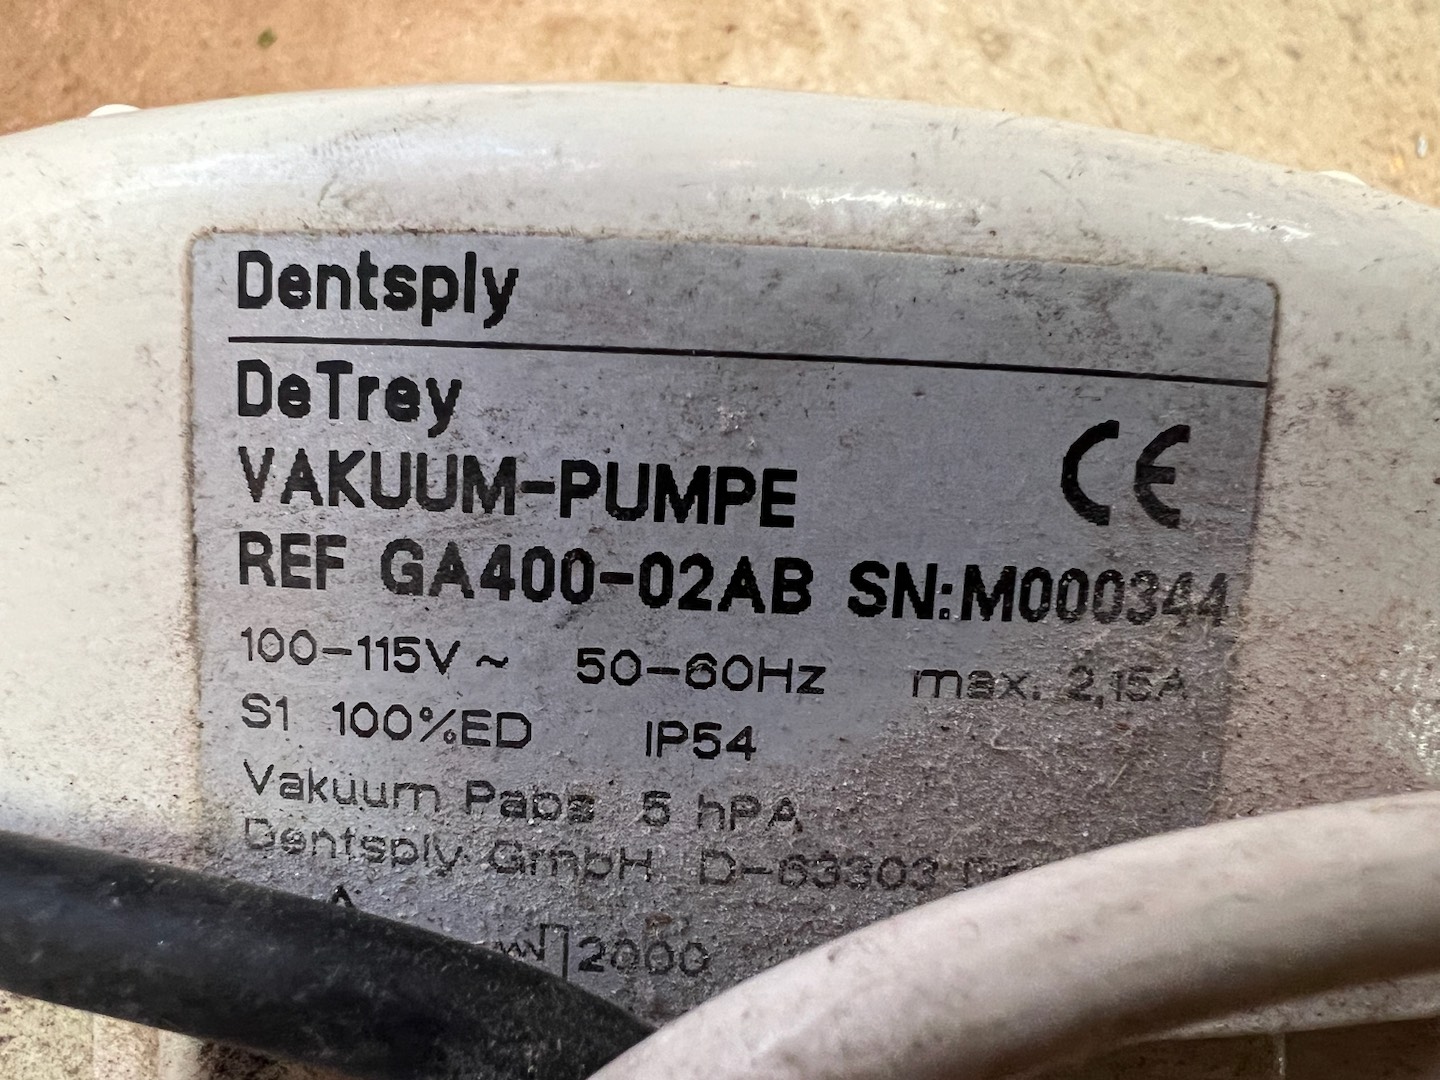 Dentsply
DeTrey
VAKUUM-PUMPE
CE
REF GA400-02AB SN:M000344
100-115V~ 50-60Hz max. 2,15A
S1 100%ED IP54
Vakuum Pabs 5 hPA
Dentsply GmbH D-63303
2000